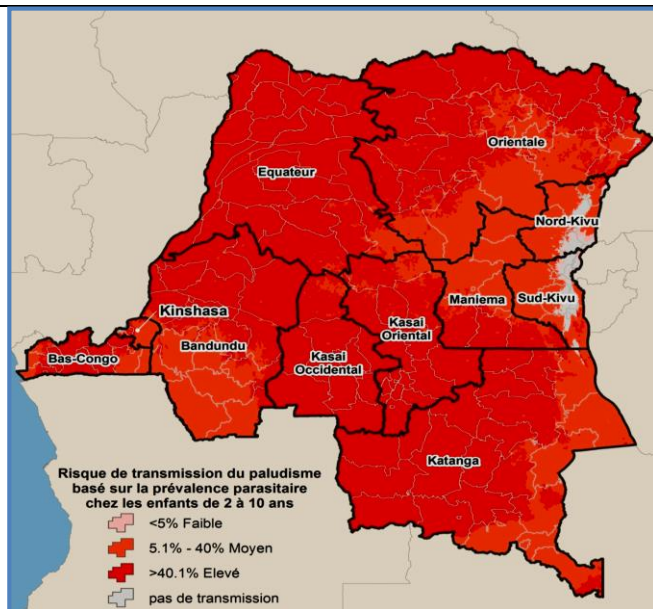 Equateur
Orientale
Nord-Kivu
Kinshasa
Maniema
Sud-Kivu
Bas-Congo
Bandundu
Kasai
Occidental
Kasai
Oriental
Katanga
Risque de transmission du paludisme
basé sur la prévalence parasitaire
chez les enfants de 2 à 10 ans
<5% Faible
5.1% - 40% Moyen
>40.1% Elevé
pas de transmission